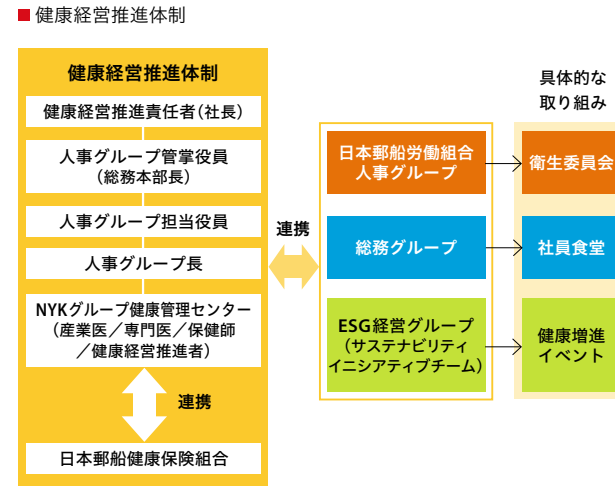 健康経営推進体制
健康経営推進体制
健康経営推進責任者(社長)
人事グループ管掌役員
(総務本部長)
人事グループ担当役員
人事グループ長
NYKグループ健康管理センター
(産業医/専門医/保健師
/健康経営推進者)
連携
日本郵船健康保険組合
連携
日本郵船労働組合
人事グループ
総務グループ
ESG経営グループ
(サステナビリティ
イニシアティブチーム)
具体的な
取り組み
衛生委員会
社員食堂
健康増進
イベント